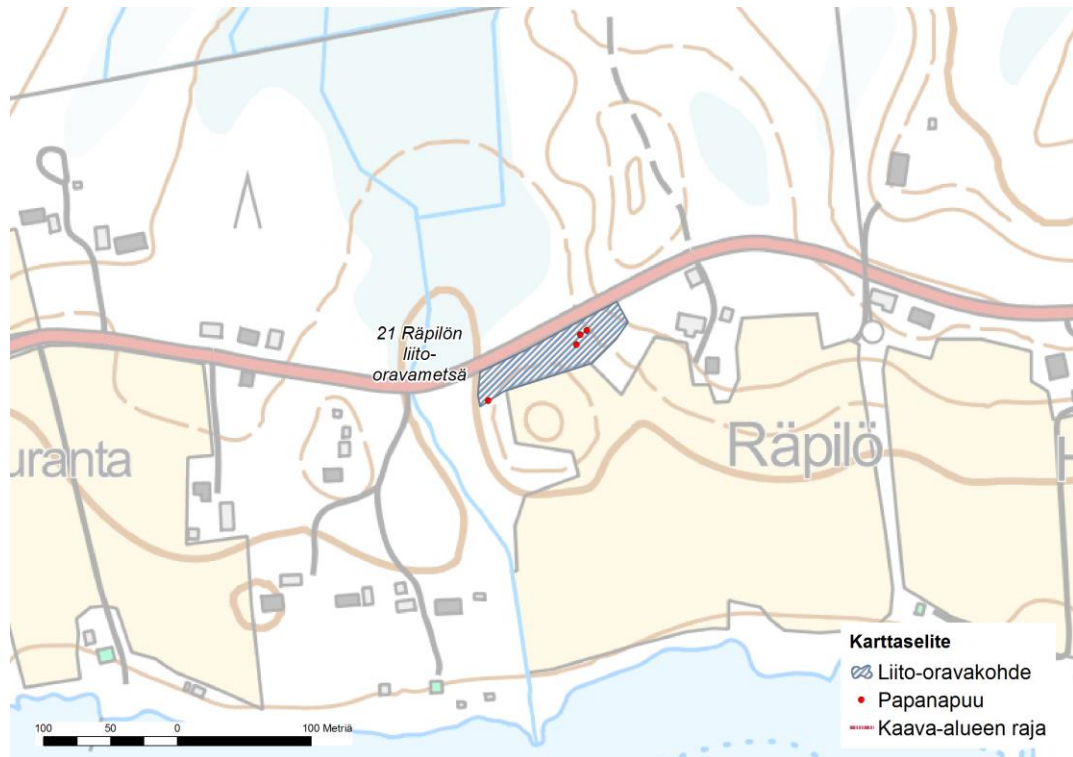 21 Räpilön
liito-
oravametsä
uranta
Räpilö
H
Karttaselite
Liito-oravakohde
Papanapuu
Kaava-alueen raja
100 50 0 100 Metriä